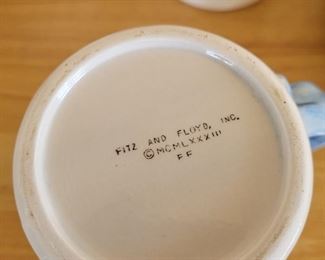 FITZ AND FLOYD, INC.
©MCMLXXXIII
FF